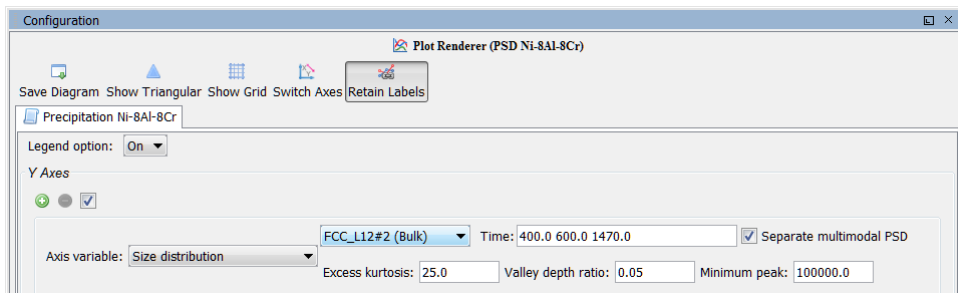 Configuration
Plot Renderer (PSD Ni-8Al-8Cr)
Save Diagram Show Triangular Show Grid Switch Axes Retain Labels
Precipitation Ni-8Al-8Cr
Legend option: On
Y Axes
FCC_L12#2 (Bulk) Time: 400.0 600.0 1470.0 Separate multimodal PSD
Axis variable: Size distribution
Excess kurtosis: 25.0 Valley depth ratio: 0.05 Minimum peak: 100000.0